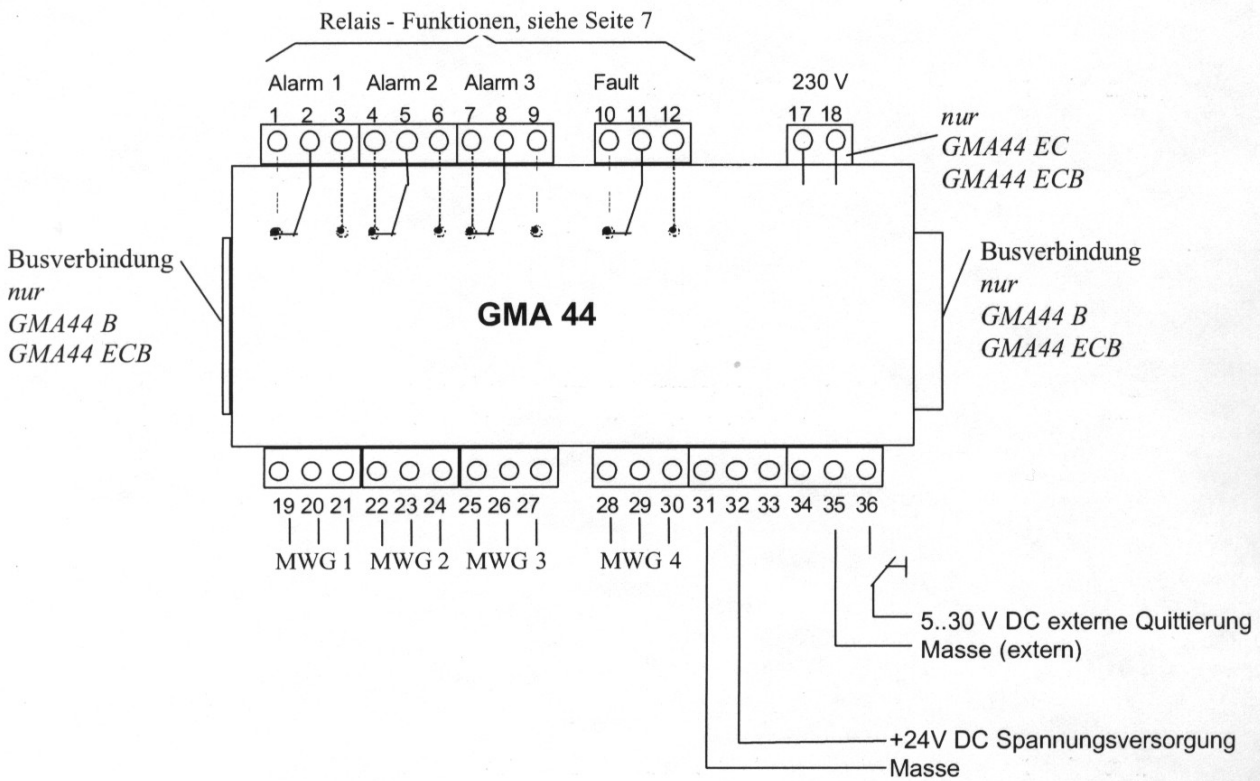 Relais - Funktionen, siehe Seite 7
Alarm 1 Alarm 2 Alarm 3 Fault 230 V
1 2 3 4 5 6 7 8 9 10 11 12 17 18
nur
GMA44 EC
GMA44 ECB
Busverbindung
nur
GMA44 B
GMA44 ECB
GMA 44
Busverbindung
nur
GMA44 B
GMA44 ECB
19 20 21 22 23 24 25 26 27 28 29 30 31 32 33 34 35 36
MWG 1 MWG 2 MWG 3 MWG 4
5..30 V DC externe Quittierung
Masse (extern)
+24V DC Spannungsversorgung
Masse